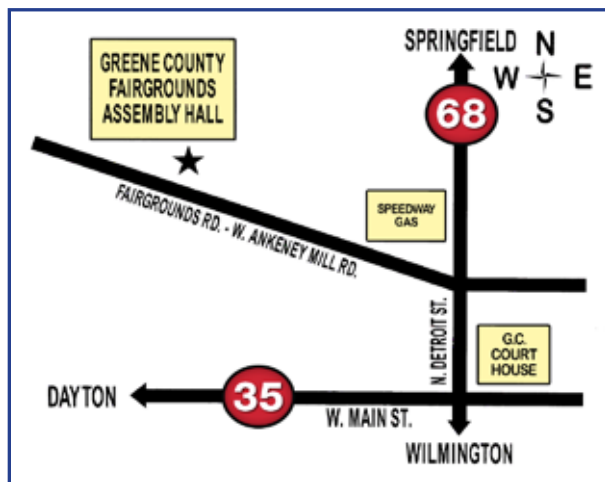 SPRINGFIELD
N
W
E
S
GREENE COUNTY
FAIRGROUNDS
ASSEMBLY HALL
68
SPEEDWAY
GAS
FAIRGROUNDS RD. - W. ANKENEY MILL RD.
N. DETROIT ST.
G.C.
COURT
HOUSE
DAYTON
35
W. MAIN ST.
WILMINGTON